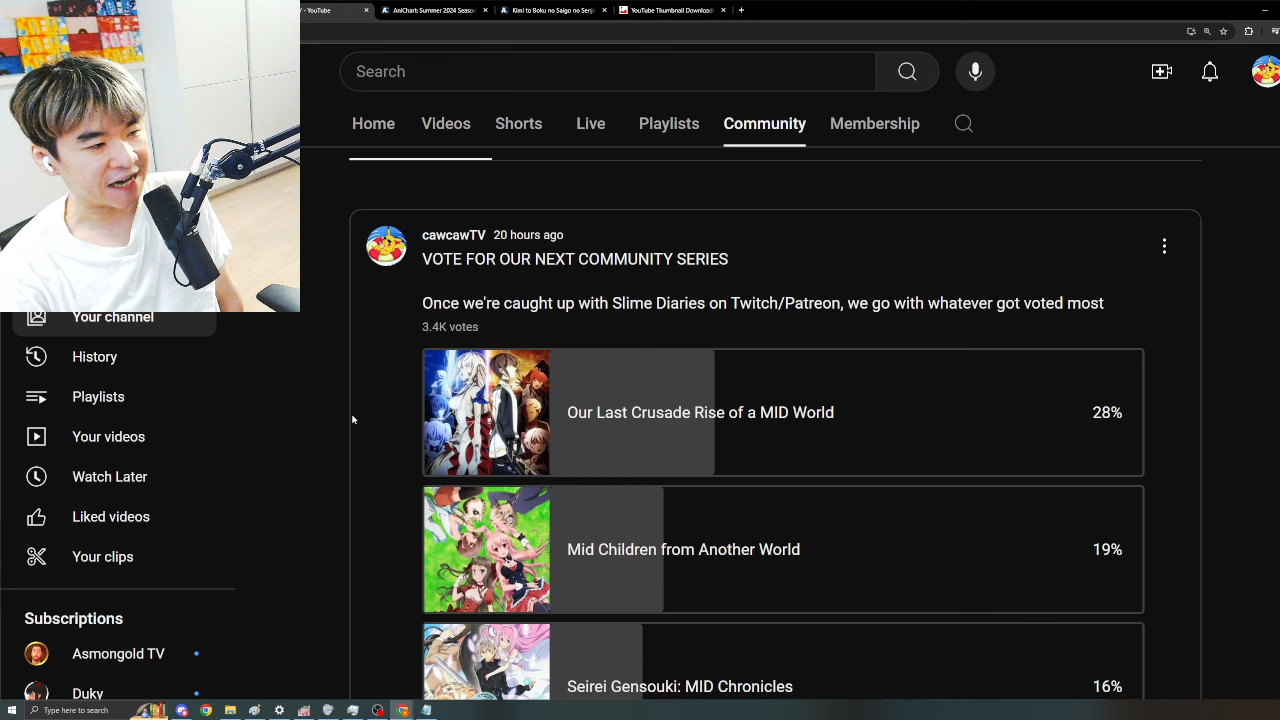 - YouTube
AniChart: Summer 2024 Season
Kimi to Boku no Saigo no Senj
YouTube Thumbnail Download
Search
Home Videos Shorts Live Playlists Community Membership
cawcawTV 20 hours ago
VOTE FOR OUR NEXT COMMUNITY SERIES
Once we're caught up with Slime Diaries on Twitch/Patreon, we go with whatever got voted most
3.4K votes
Our Last Crusade Rise of a MID World 28%
Mid Children from Another World 19%
Seirei Gensouki: MID Chronicles 16%
Your channel
History
Playlists
Your videos
Watch Later
Liked videos
Your clips
Subscriptions
Asmongold TV
Duky
Type here to search